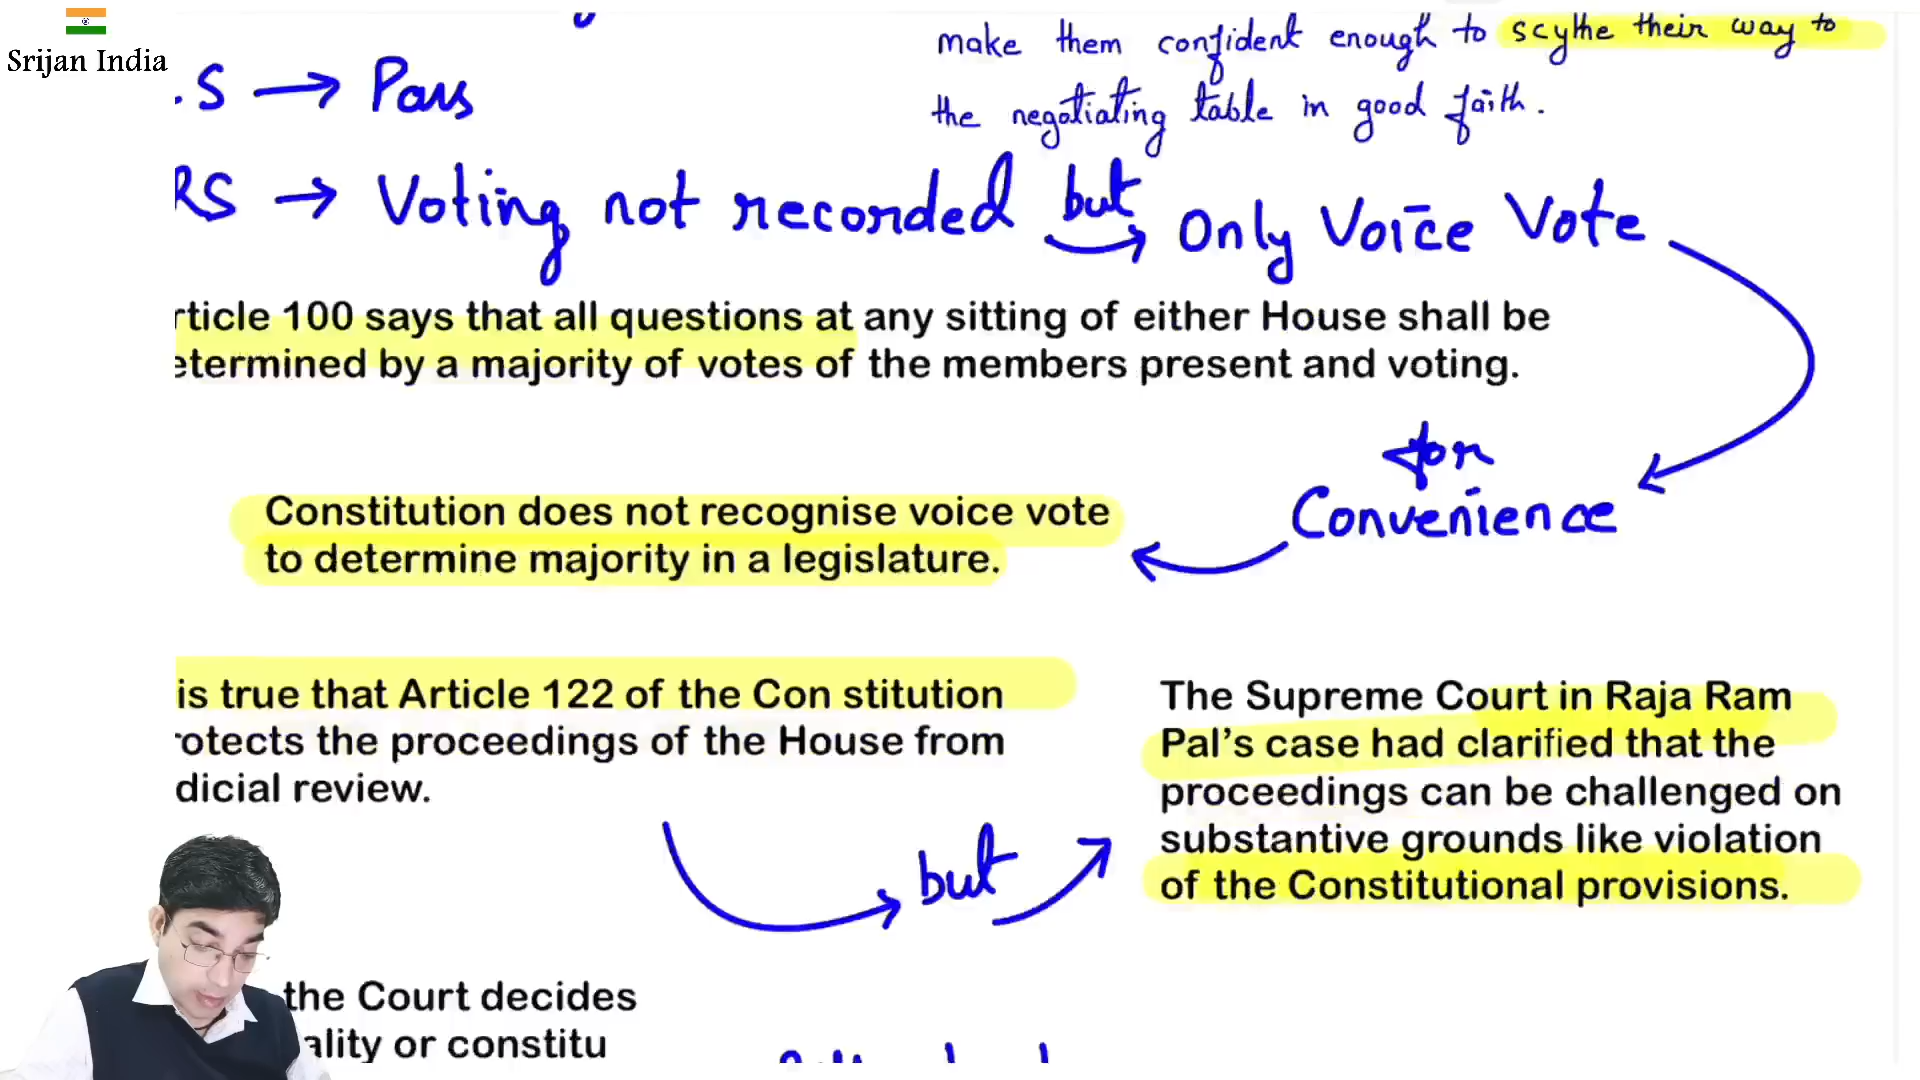 Srijan India
make them confident enough to scythe their way to
the negotiating table in good faith.
.S → Pass
RS → Voting not recorded but → Only Voice Vote
rticle 100 says that all questions at any sitting of either House shall be
etermined by a majority of votes of the members present and voting.
for
Convenience
Constitution does not recognise voice vote
to determine majority in a legislature.
is true that Article 122 of the Con stitution
rotects the proceedings of the House from
dicial review.
but
The Supreme Court in Raja Ram
Pal's case had clarified that the
proceedings can be challenged on
substantive grounds like violation
of the Constitutional provisions.
the Court decides
ality or constitu